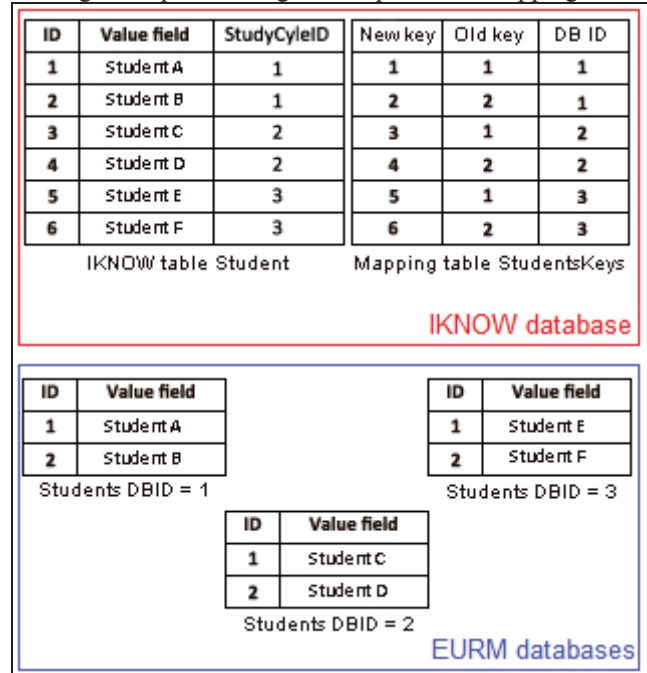 ID Value field StudyCyleID New key Old key DB ID
1 Student A 1 1 1 1
2 Student B 1 2 2 1
3 Student C 2 3 1 2
4 Student D 2 4 2 2
5 Student E 3 5 1 3
6 Student F 3 6 2 3
IKNOW table Student Mapping table StudentsKeys
IKNOW database
ID Value field ID Value field
1 Student A 1 Student E
2 Student B 2 Student F
Students DBID = 1 Students DBID = 3
ID Value field
1 Student C
2 Student D
Students DBID = 2
EURM databases